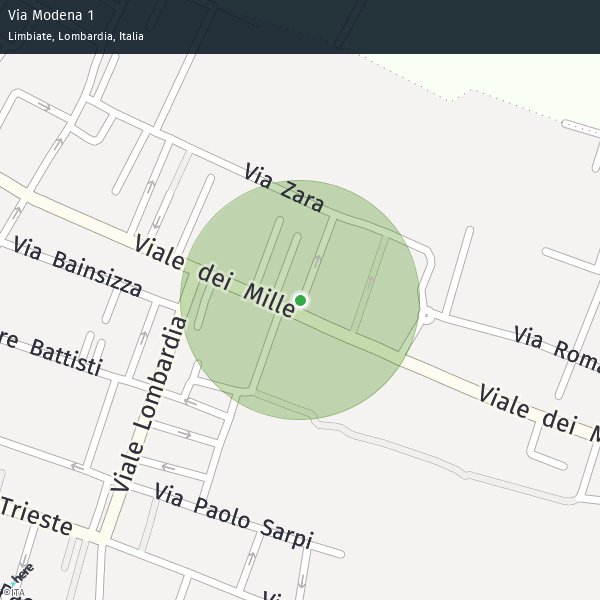 Via Modena 1
Limbiate, Lombardia, Italia
Via Zara
Viale dei Mille
Via Bainsizza
re Battisti
Viale Lombardia
Via Roma
Viale dei M
Via Paolo Sarpi
Trieste
Vi
here